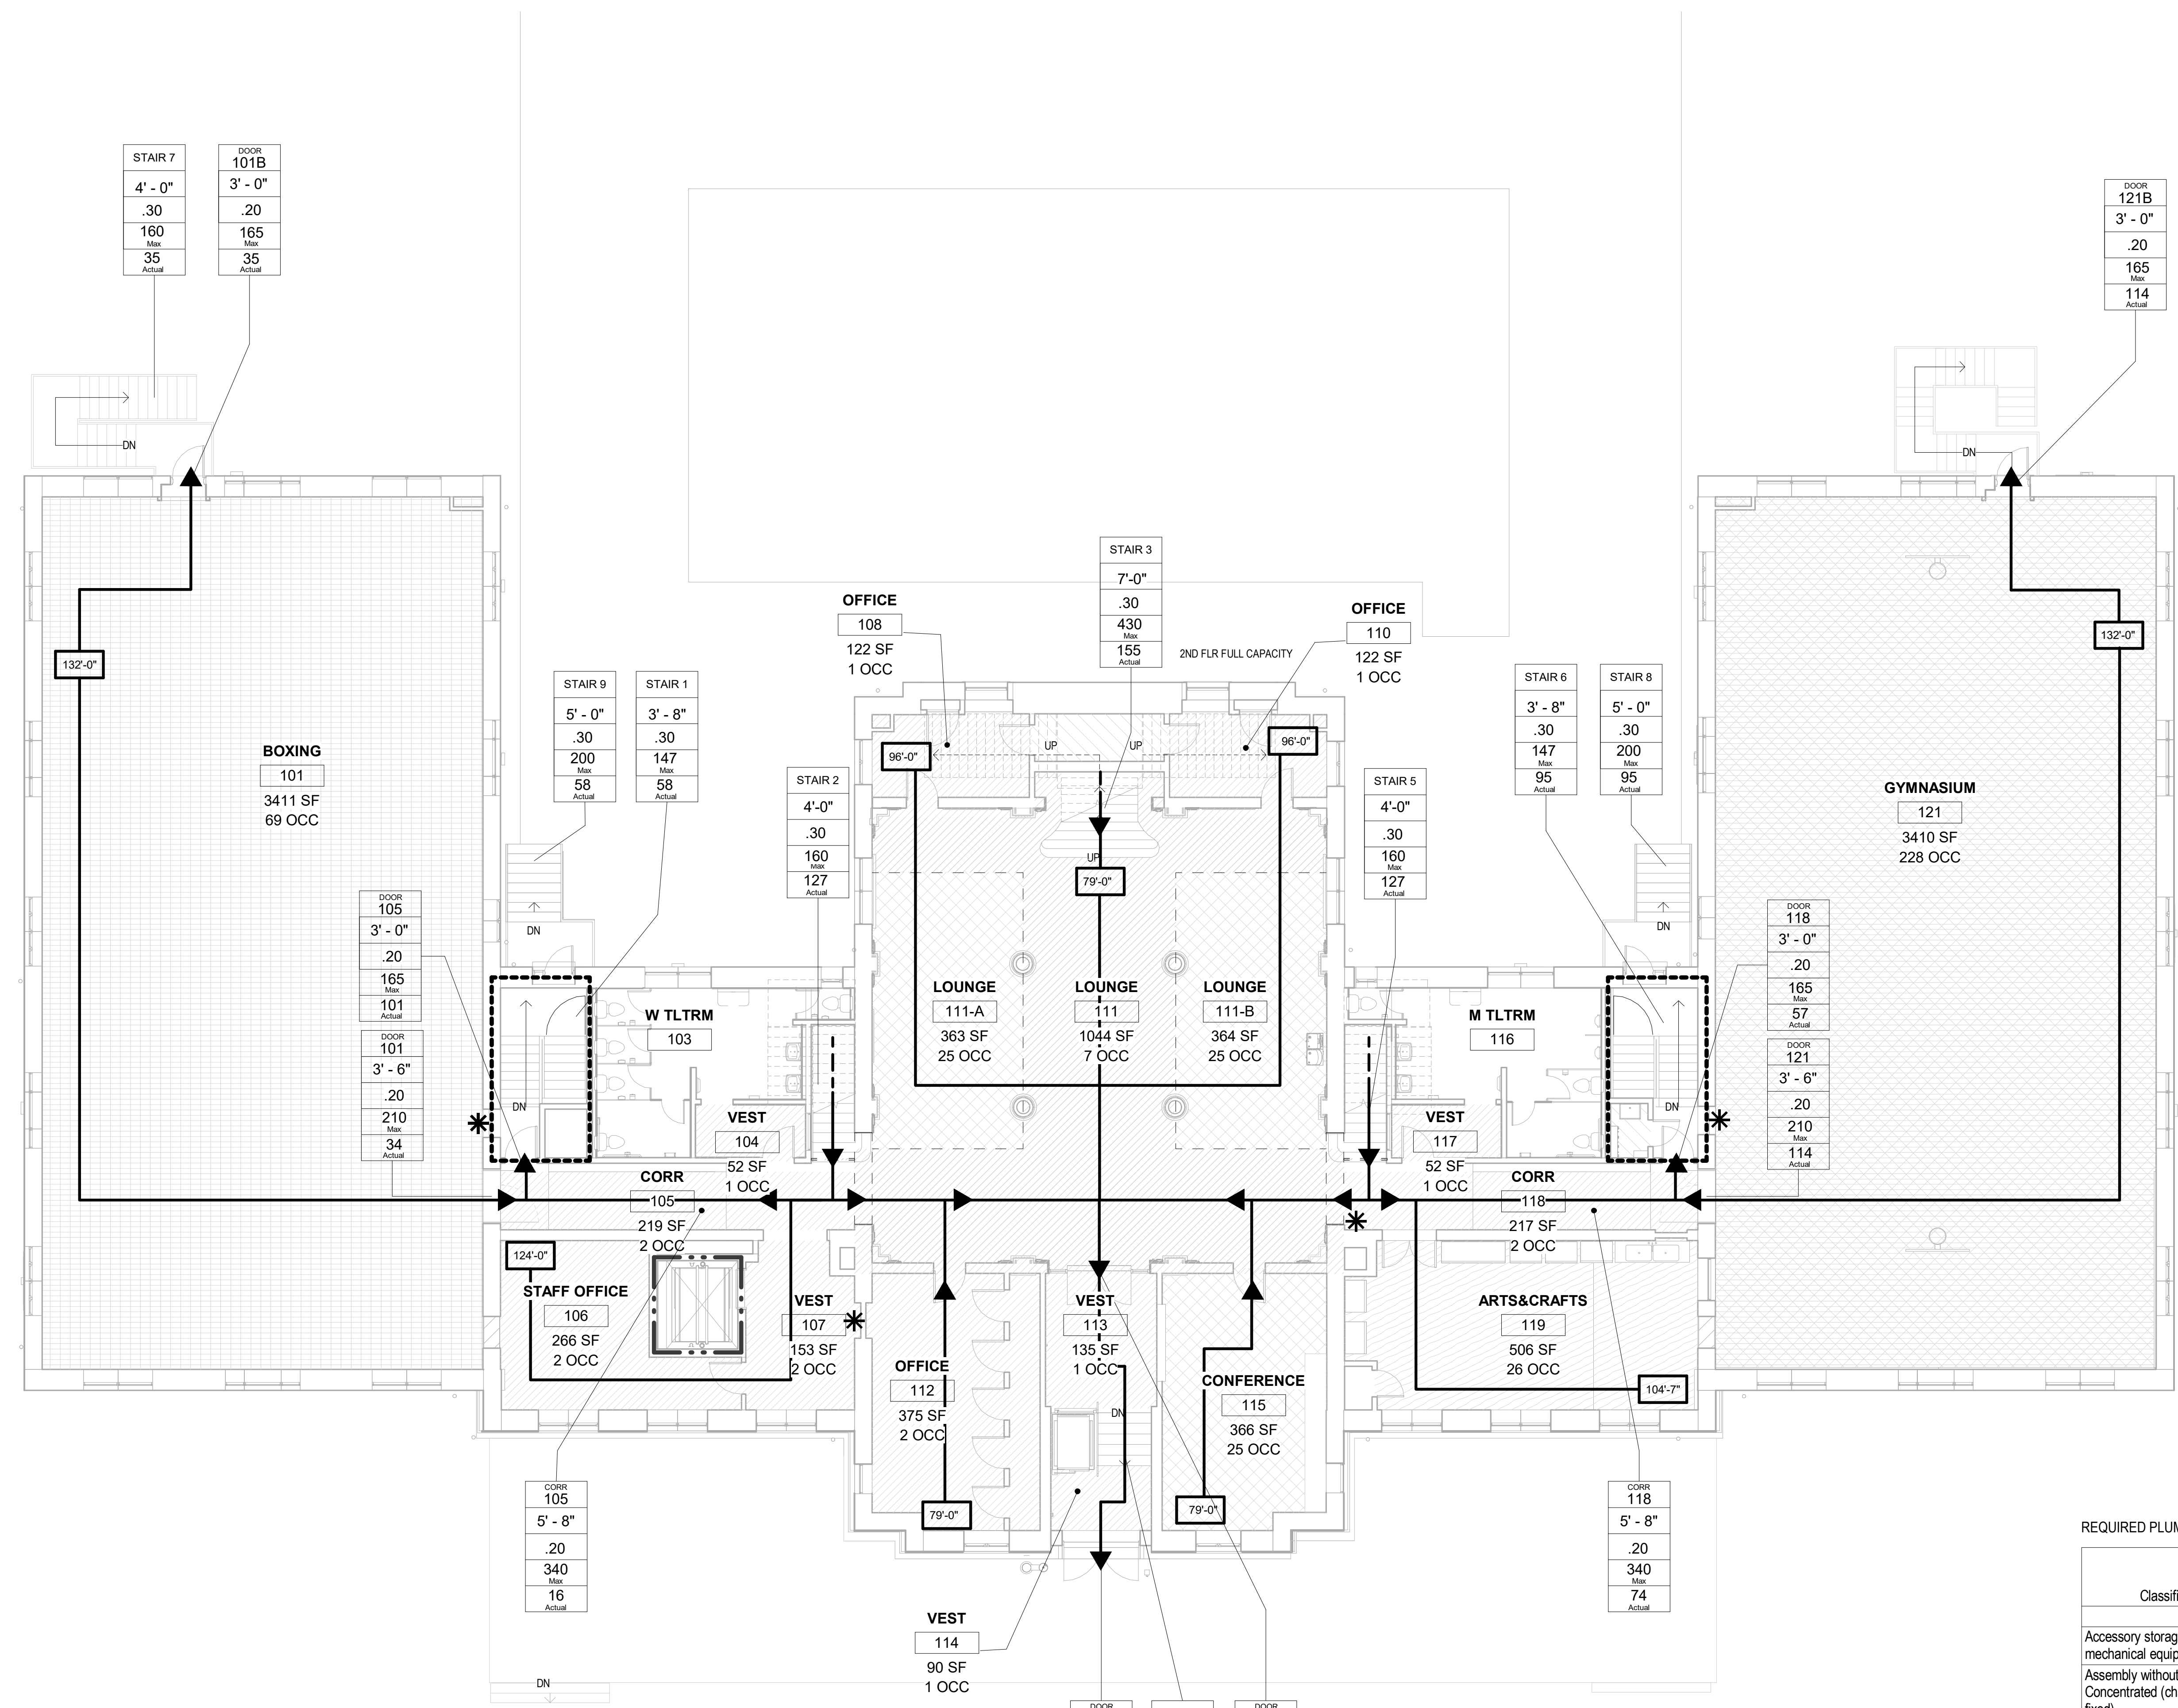 STAIR 7
4' - 0"
.30
160
Max
35
Actual
DOOR
101B
3' - 0"
.20
165
Max
35
Actual
DOOR
121B
3' - 0"
.20
165
Max
114
Actual
DN
DN
132'-0"
132'-0"
STAIR 3
7'-0"
.30
430
Max
155
Actual
2ND FLR FULL CAPACITY
OFFICE
108
122 SF
1 OCC
OFFICE
110
122 SF
1 OCC
STAIR 9
5' - 0"
.30
200
Max
58
Actual
STAIR 1
3' - 8"
.30
147
Max
58
Actual
STAIR 6
3' - 8"
.30
147
Max
95
Actual
STAIR 8
5' - 0"
.30
200
Max
95
Actual
BOXING
101
3411 SF
69 OCC
GYMNASIUM
121
3410 SF
228 OCC
96'-0"
UP
UP
96'-0"
STAIR 2
4'-0"
.30
160
Max
127
Actual
STAIR 5
4'-0"
.30
160
Max
127
Actual
UP
79'-0"
DOOR
105
3' - 0"
.20
165
Max
101
Actual
DOOR
101
3' - 6"
.20
210
Max
34
Actual
DOOR
118
3' - 0"
.20
165
Max
57
Actual
DOOR
121
3' - 6"
.20
210
Max
114
Actual
DN
DN
W TLTRM
103
LOUNGE
111-A
363 SF
25 OCC
LOUNGE
111
1044 SF
7 OCC
LOUNGE
111-B
364 SF
25 OCC
M TLTRM
116
DN
DN
VEST
104
52 SF
1 OCC
VEST
117
52 SF
1 OCC
CORR
105
219 SF
2 OCC
CORR
118
217 SF
2 OCC
124'-0"
STAFF OFFICE
106
266 SF
2 OCC
VEST
107
153 SF
2 OCC
OFFICE
112
375 SF
2 OCC
79'-0"
VEST
113
135 SF
1 OCC
DN
CONFERENCE
115
366 SF
25 OCC
79'-0"
ARTS&CRAFTS
119
506 SF
26 OCC
104'-7"
CORR
105
5' - 8"
.20
340
Max
16
Actual
CORR
118
5' - 8"
.20
340
Max
74
Actual
VEST
114
90 SF
1 OCC
DN
DOOR
DOOR
REQUIRED PLUM
Classifi
Accessory storag
mechanical equip
Assembly without
Concentrated (ch
fixed)